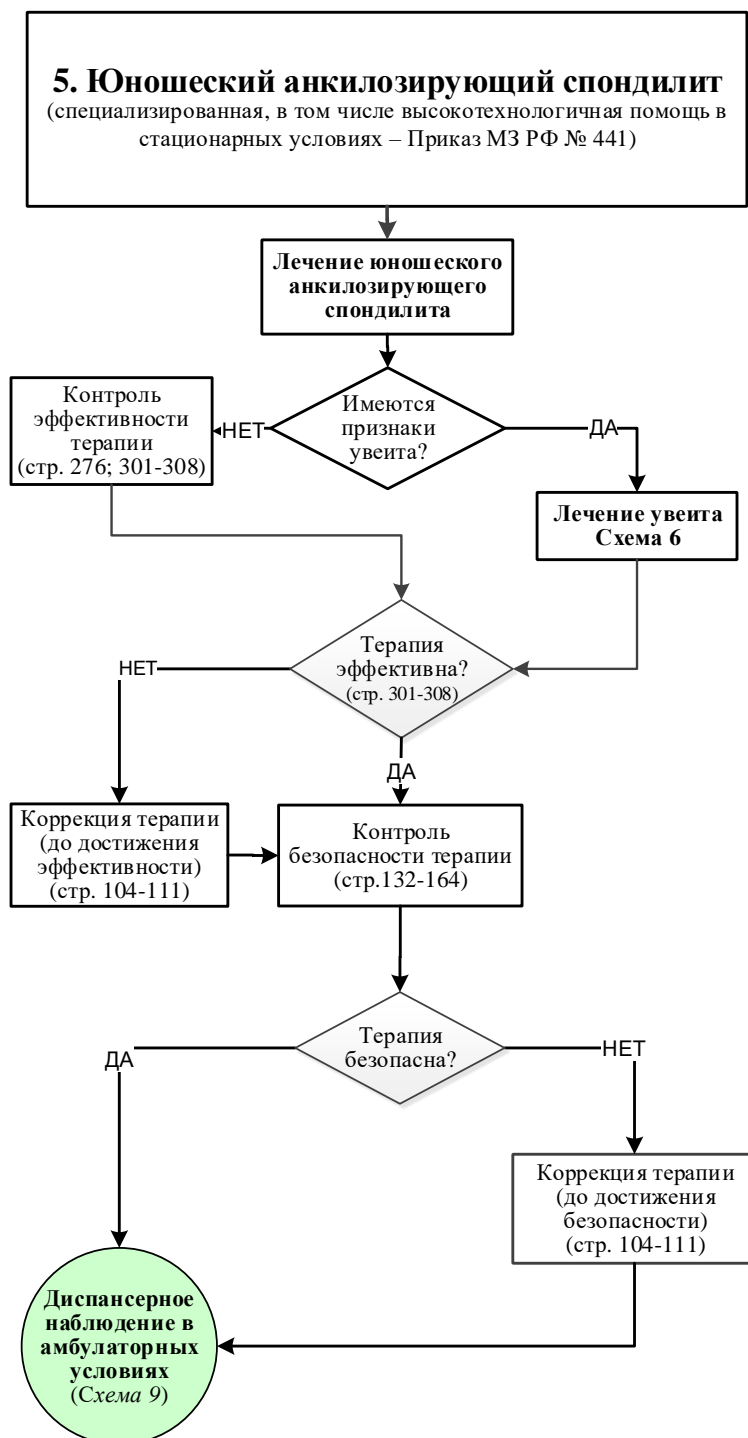 5. Юношеский анкилозирующий спондилит
(специализированная, в том числе высокотехнологичная помощь в
стационарных условиях – Приказ МЗ РФ № 441)
Лечение юношеского
анкилозирующего
спондилита
Контроль
эффективности
терапии
(стр. 276; 301-308)
НЕТ
Имеются
признаки
увеита?
ДА
Лечение увеита
Схема 6
Терапия
эффективна?
(стр. 301-308)
НЕТ
ДА
Коррекция терапии
(до достижения
эффективности)
(стр. 104-111)
Контроль
безопасности терапии
(стр.132-164)
Терапия
безопасна?
ДА
НЕТ
Коррекция терапии
(до достижения
безопасности)
(стр. 104-111)
Диспансерное
наблюдение в
амбулаторных
условиях
(Схема 9)